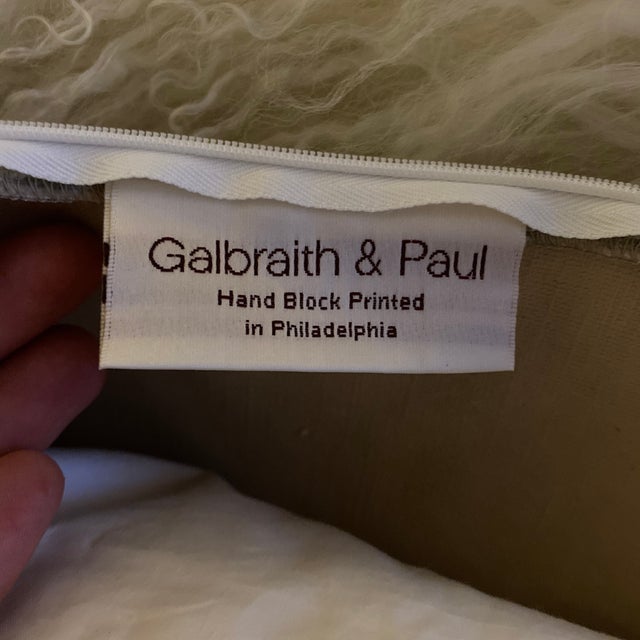 Galbraith & Paul
Hand Block Printed
in Philadelphia